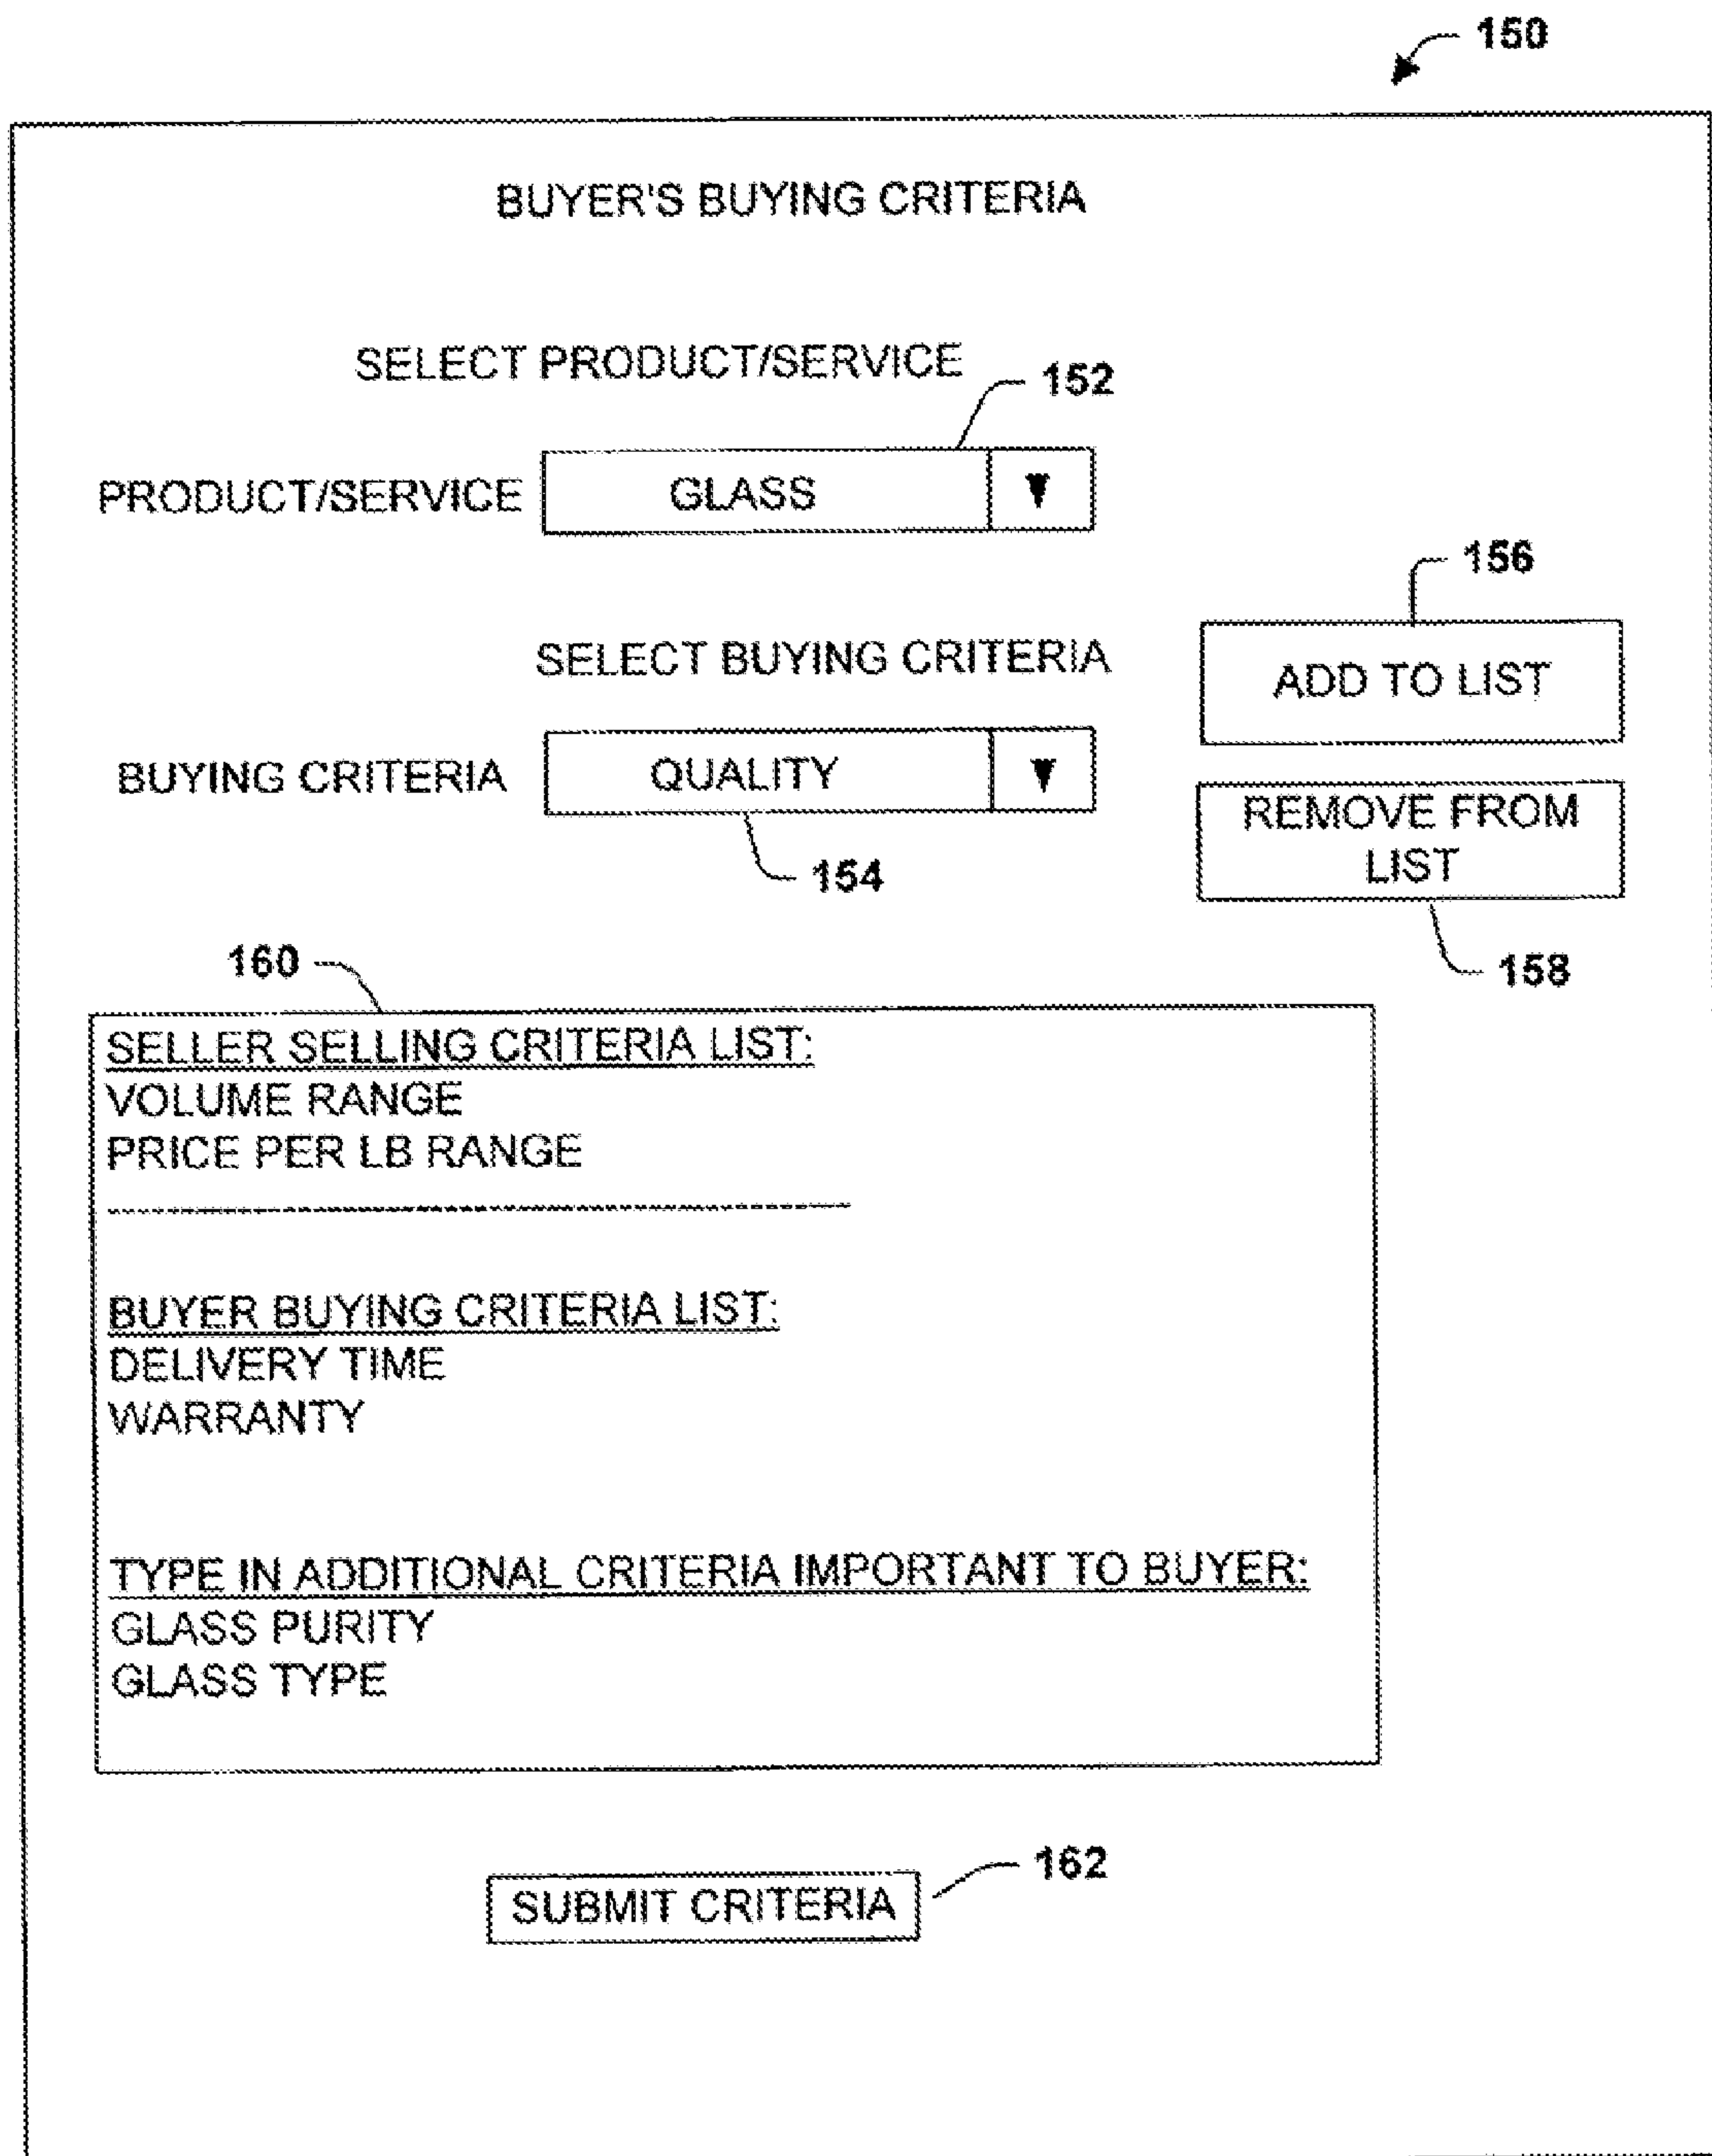 150
BUYER'S BUYING CRITERIA
SELECT PRODUCT/SERVICE
152
PRODUCT/SERVICE GLASS
156
SELECT BUYING CRITERIA
ADD TO LIST
BUYING CRITERIA QUALITY
REMOVE FROM
LIST
154
158
160
SELLER SELLING CRITERIA LIST:
VOLUME RANGE
PRICE PER LB RANGE
BUYER BUYING CRITERIA LIST:
DELIVERY TIME
WARRANTY
TYPE IN ADDITIONAL CRITERIA IMPORTANT TO BUYER:
GLASS PURITY
GLASS TYPE
162
SUBMIT CRITERIA